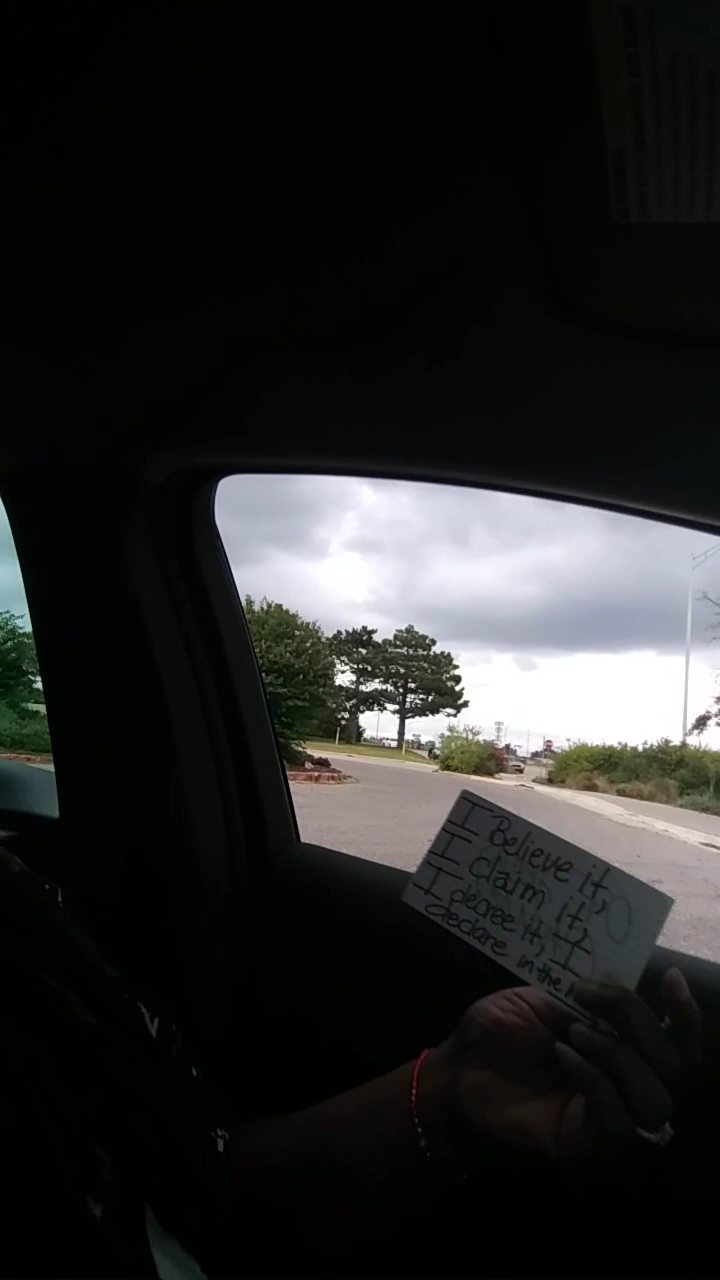 I Believe it,
I claim it,
I decree it, I
declare in the